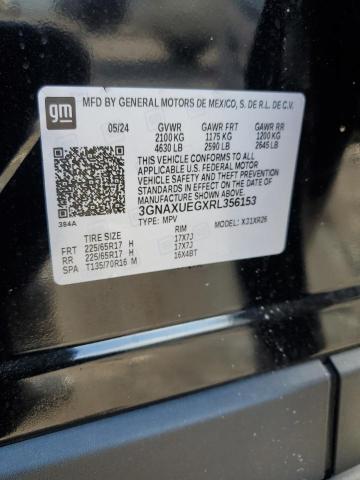 gm
MFD BY GENERAL MOTORS DE MEXICO, S. DE R.L. DE C.V.
05/24 GVWR GAWR FRT GAWR RR
2100 KG 1175 KG 1200 KG
4630 LB 2590 LB 2645 LB
THIS VEHICLE CONFORMS TO ALL
APPLICABLE U.S. FEDERAL MOTOR
VEHICLE SAFETY, BUMPER, AND THEFT
PREVENTION STANDARDS IN EFFECT ON
THE DATE OF MANUFACTURE SHOWN ABOVE.
3GNAXUEGXRL356153
384A TYPE: MPV MODEL: XJ1XR26
TIRE SIZE RIM
FRT 225/65R17 H 17X7J
RR 225/65R17 H 17X7J
SPA T135/70R16 M 16X4BT